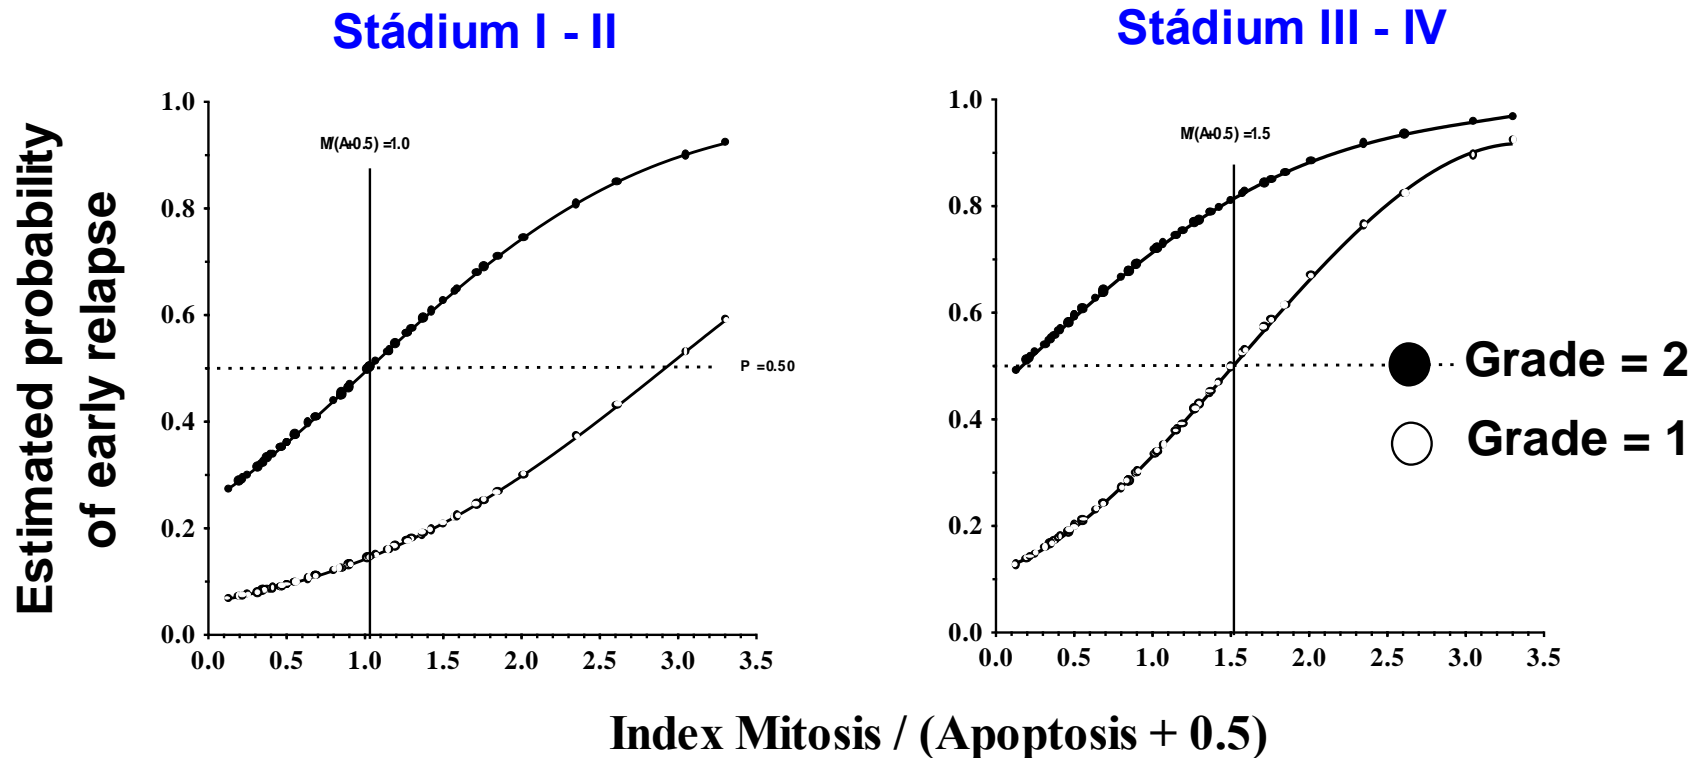 Stádium I - II
Stádium III - IV
Estimated probability
of early relapse
1.0
0.8
0.6
0.4
0.2
0.0
M/(A+0.5) =1.0
P =0.50
0.0 0.5 1.0 1.5 2.0 2.5 3.0 3.5
1.0
0.8
0.6
0.4
0.2
0.0
M/(A+0.5) =1.5
0.0 0.5 1.0 1.5 2.0 2.5 3.0 3.5
Grade = 2
Grade = 1
Index Mitosis / (Apoptosis + 0.5)